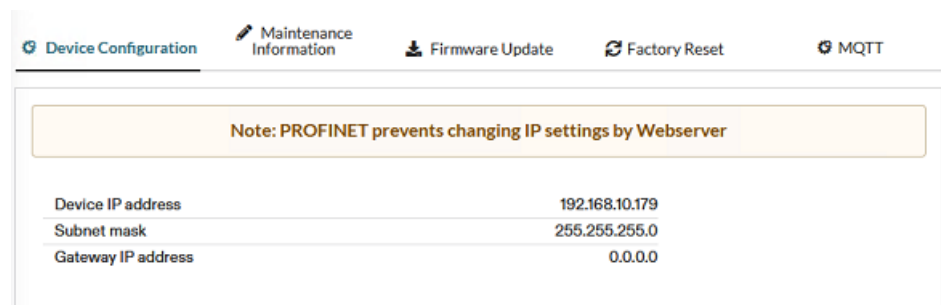 Device Configuration
Maintenance
Information
Firmware Update
Factory Reset
MQTT
Note: PROFINET prevents changing IP settings by Webserver
Device IP address 192.168.10.179
Subnet mask 255.255.255.0
Gateway IP address 0.0.0.0